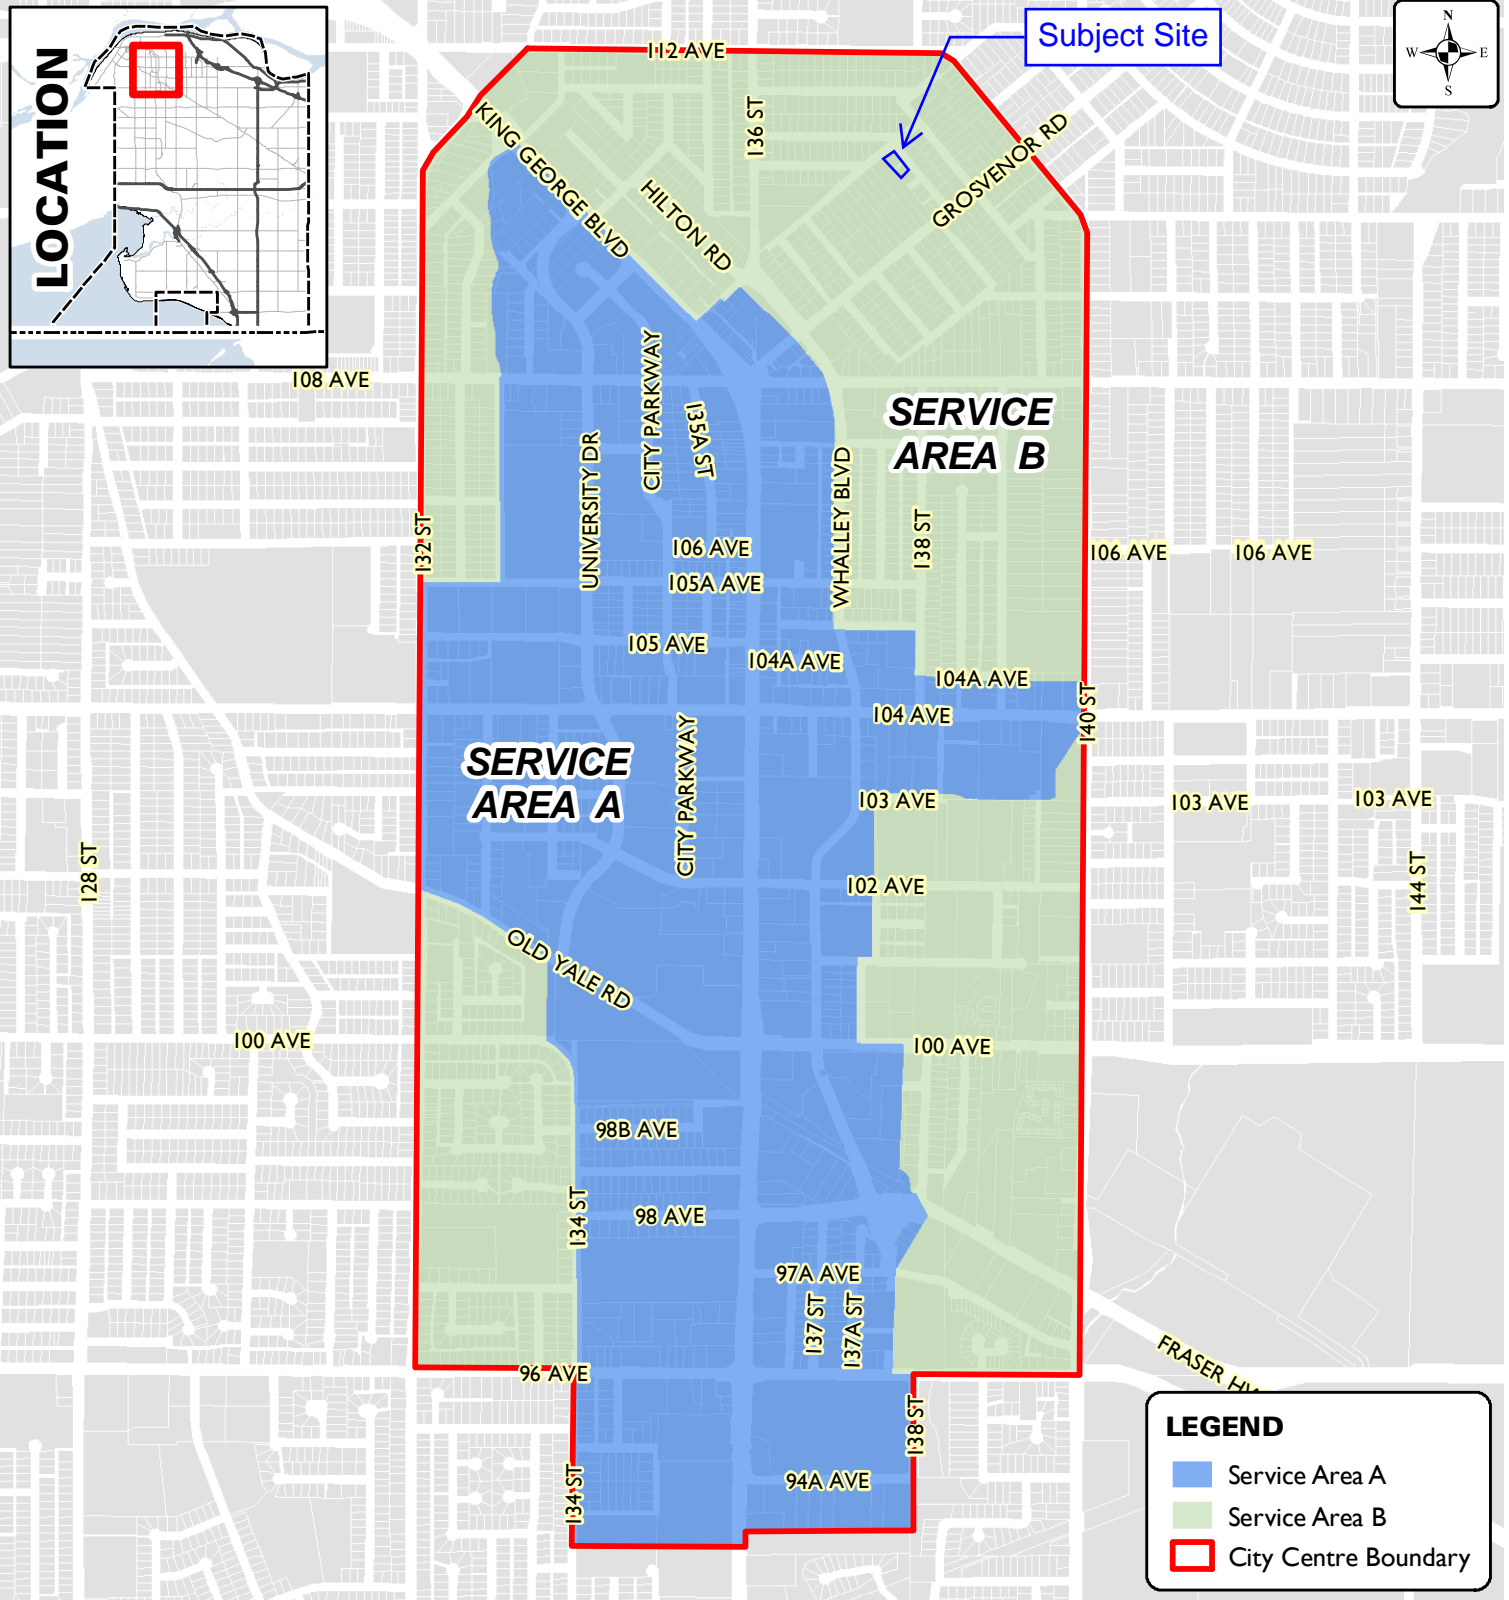 LOCATION
Subject Site
N
W
E
S
112 AVE
136 ST
KING GEORGE BLVD
HILTON RD
GROSVENOR RD
108 AVE
CITY PARKWAY
135A ST
UNIVERSITY DR
SERVICE
AREA B
WHALLEY BLVD
138 ST
132 ST
106 AVE
106 AVE
106 AVE
105A AVE
105 AVE
104A AVE
104A AVE
140 ST
104 AVE
SERVICE
AREA A
CITY PARKWAY
103 AVE
103 AVE
103 AVE
128 ST
102 AVE
144 ST
OLD YALE RD
100 AVE
100 AVE
98B AVE
134 ST
98 AVE
97A AVE
137 ST
137A ST
96 AVE
FRASER
138 ST
134 ST
94A AVE
LEGEND
Service Area A
Service Area B
City Centre Boundary